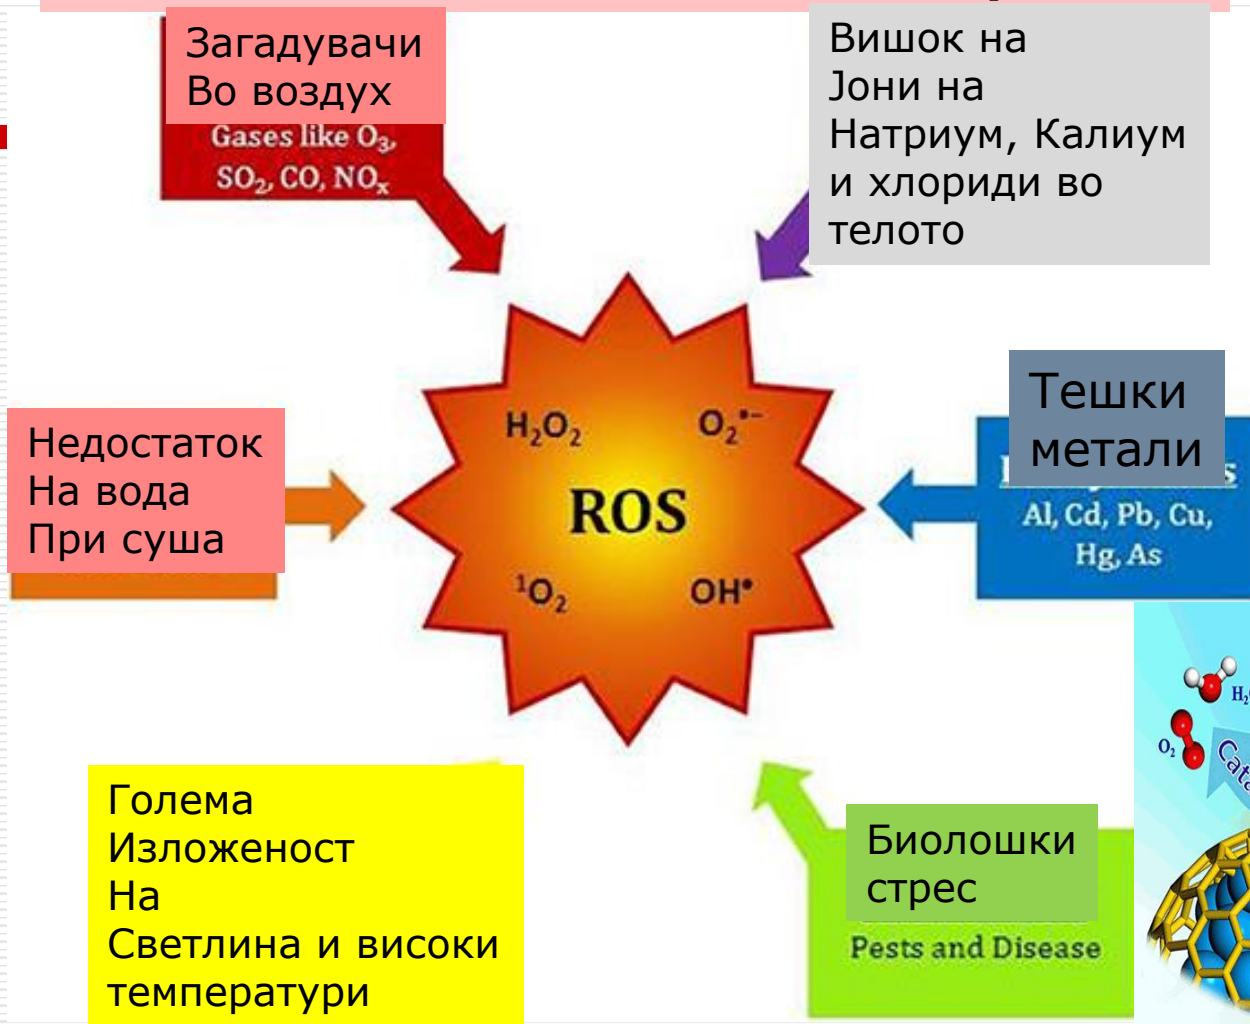 Загадувачи
Во воздух
Gases like O₃,
SO₂, CO, NOₓ
Вишок на
Јони на
Натриум, Калиум
и хлориди во
телото
Недостаток
На вода
При суша
H₂O₂
O₂•–
ROS
¹O₂
OH•
Тешки
метали
Al, Cd, Pb, Cu,
Hg, As
Голема
Изложеност
На
Светлина и високи
температури
Биолошки
стрес
Pests and Disease
O₂